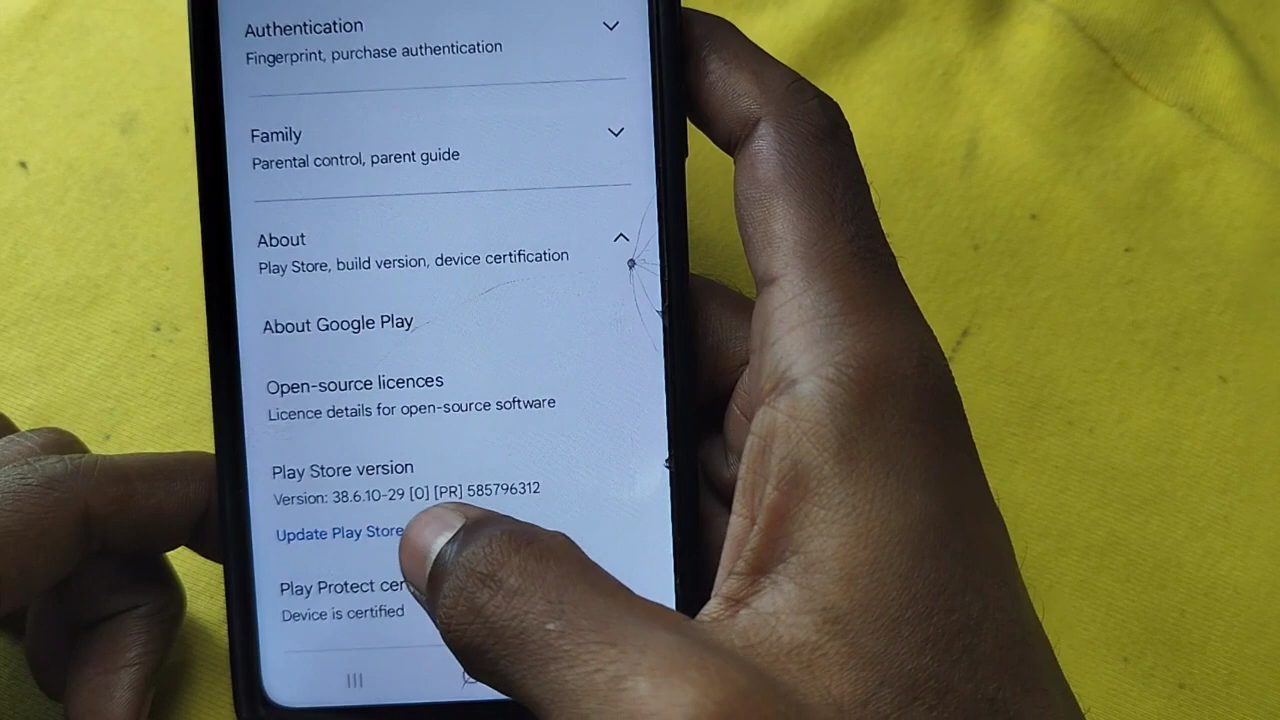 Authentication
Fingerprint, purchase authentication
Family
Parental control, parent guide
About
Play Store, build version, device certification
About Google Play
Open-source licences
Licence details for open-source software
Play Store version
Version: 38.6.10-29 [0] [PR] 585796312
Update Play Store
Play Protect cer
Device is certified